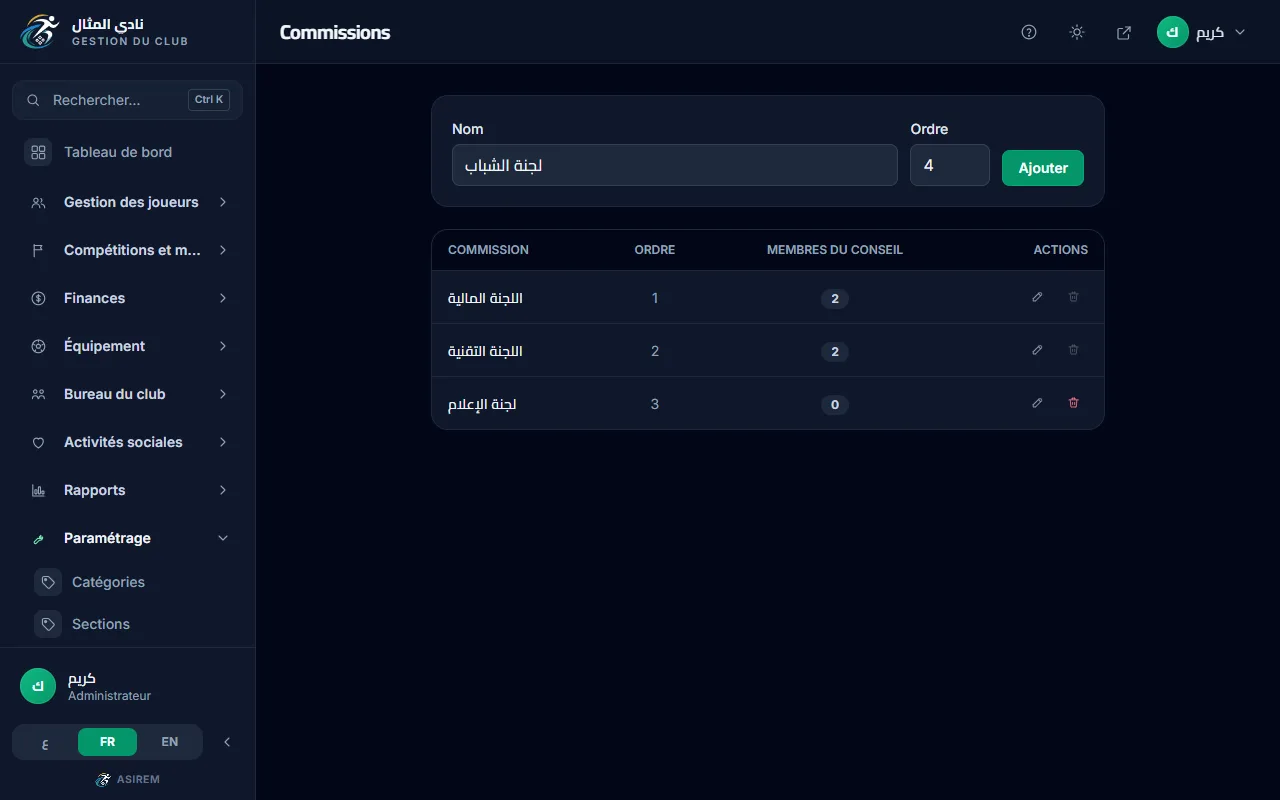 نادي المثال
GESTION DU CLUB
Rechercher...
Ctrl K
Tableau de bord
Gestion des joueurs
Compétitions et m...
Finances
Équipement
Bureau du club
Activités sociales
Rapports
Paramétrage
Catégories
Sections
ك
كريم
Administrateur
ع
FR
EN
ASIREM
Commissions
ك
كريم
Nom
Ordre
لجنة الشباب
4
Ajouter
COMMISSION
ORDRE
MEMBRES DU CONSEIL
ACTIONS
اللجنة المالية
1
2
اللجنة التقنية
2
2
لجنة الإعلام
3
0